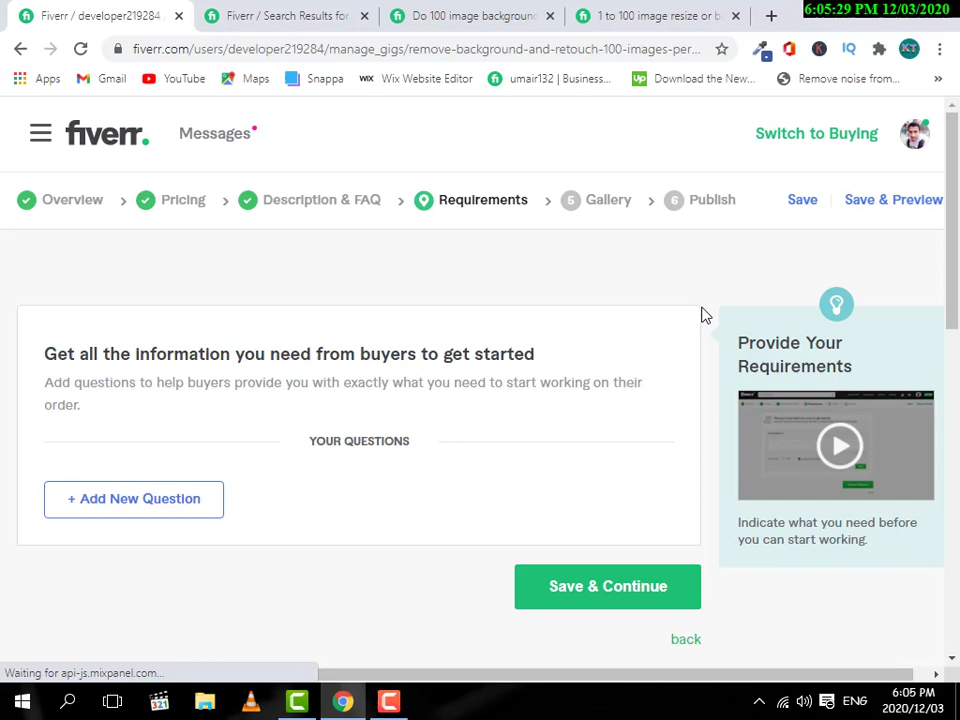 6:05:29 PM 12/03/2020
Fiverr / developer219284
Fiverr / Search Results for
Do 100 image background
1 to 100 image resize or b
fiverr.com/users/developer219284/manage_gigs/remove-background-and-retouch-100-images-per...
Apps
Gmail
YouTube
Maps
Snappa
WIX Wix Website Editor
umair132 | Business...
Up Download the New...
Remove noise from...
»
fiverr.
Messages
Switch to Buying
Overview
Pricing
Description & FAQ
Requirements
5 Gallery
6 Publish
Save
Save & Preview
Get all the information you need from buyers to get started
Add questions to help buyers provide you with exactly what you need to start working on their
order.
YOUR QUESTIONS
+ Add New Question
Save & Continue
back
Provide Your
Requirements
Indicate what you need before
you can start working.
Waiting for api-js.mixpanel.com...
ENG
6:05 PM
2020/12/03